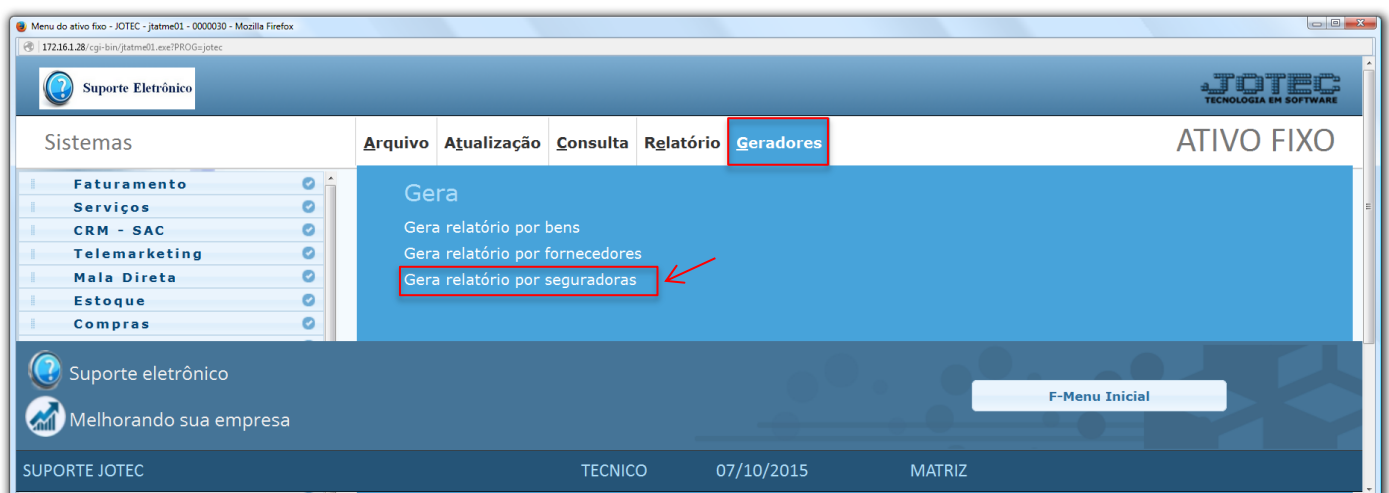 Menu do ativo fixo - JOTEC - jtatme01 - 0000030 - Mozilla Firefox
172.16.1.28/cgi-bin/jtatme01.exe?PROG=jotec
Suporte Eletrônico
JOTEC
TECNOLOGIA EM SOFTWARE
Sistemas
Arquivo Atualização Consulta Relatório Geradores
ATIVO FIXO
Faturamento
Serviços
CRM - SAC
Telemarketing
Mala Direta
Estoque
Compras
Gera
Gera relatório por bens
Gera relatório por fornecedores
Gera relatório por seguradoras
Suporte eletrônico
Melhorando sua empresa
F-Menu Inicial
SUPORTE JOTEC TECNICO 07/10/2015 MATRIZ